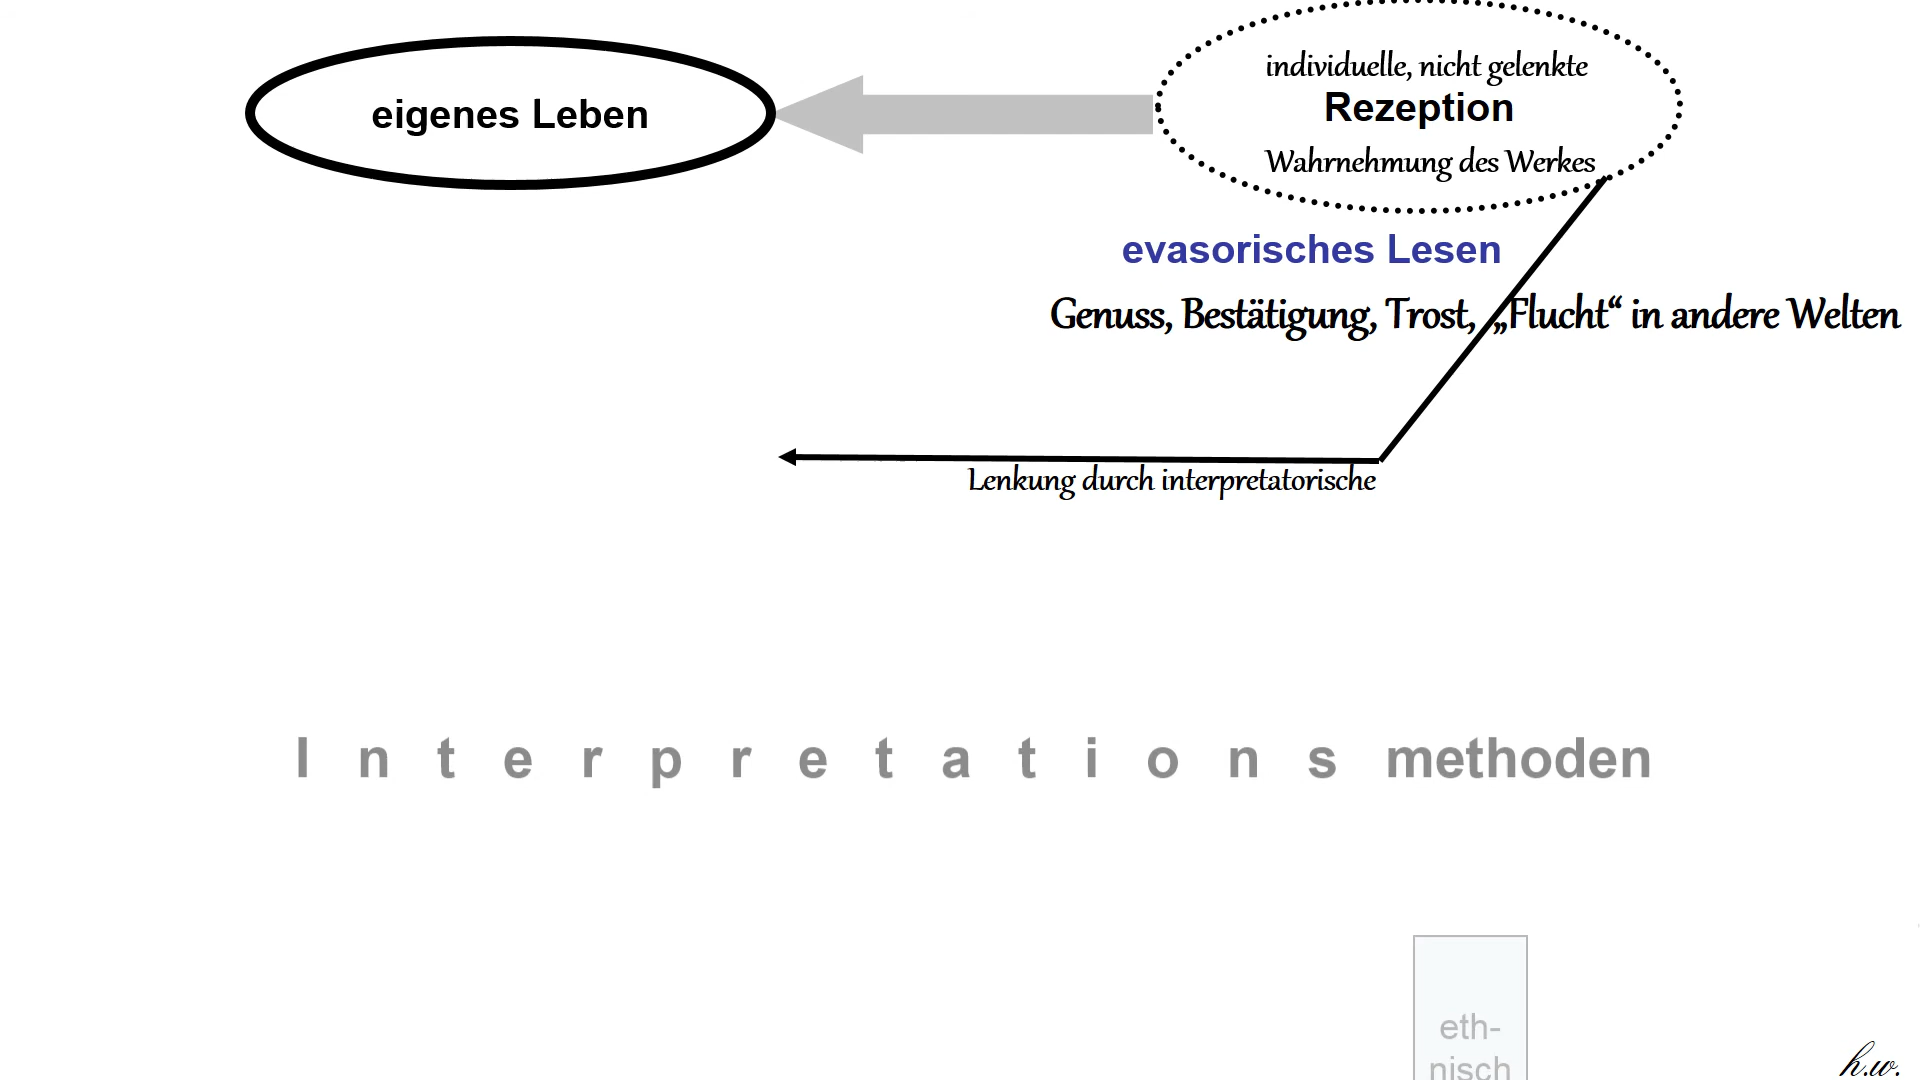 individuelle, nicht gelenkte
eigenes Leben
Rezeption
Wahrnehmung des Werkes
evasorisches Lesen
Genuss, Bestätigung, Trost, „Flucht“ in andere Welten
Lenkung durch interpretatorische
I n t e r p r e t a t i o n s methoden
eth-
nisch
h.w.